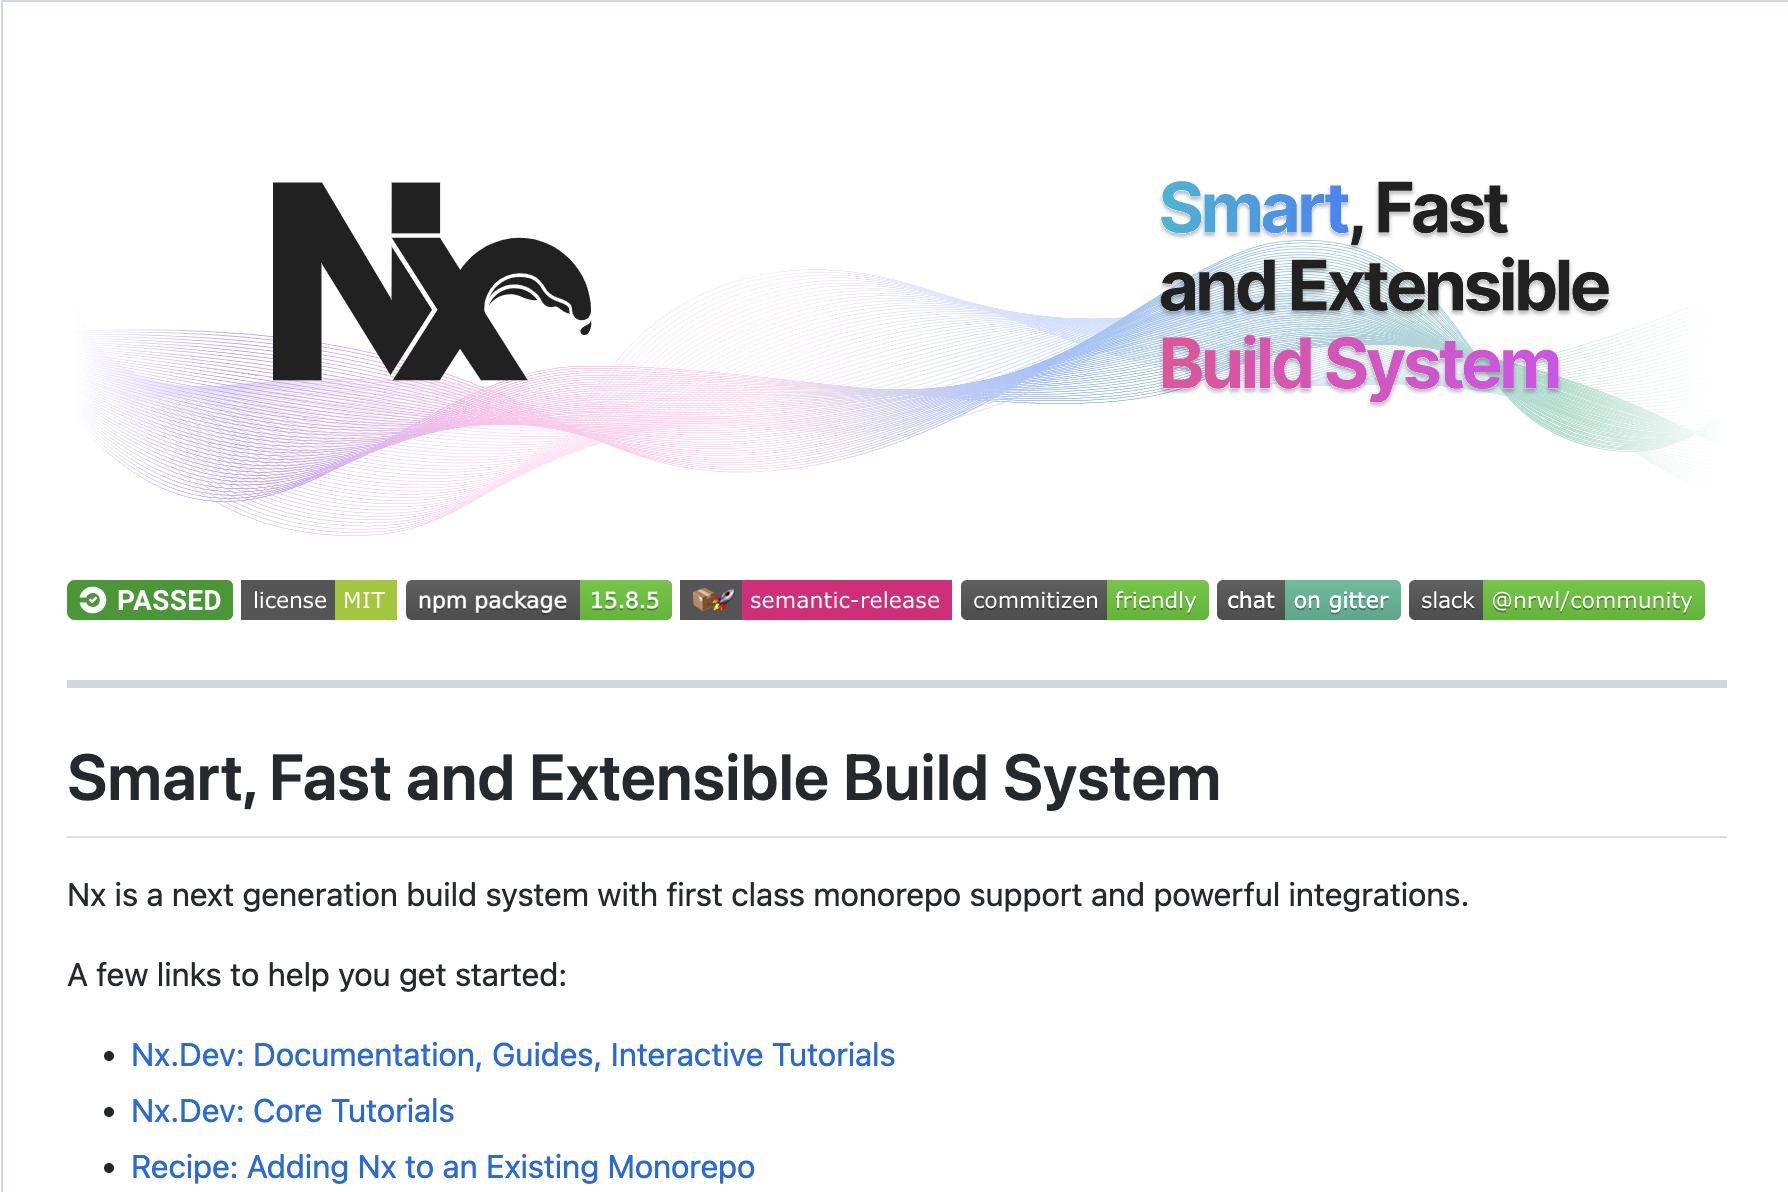 Nx
Smart, Fast
and Extensible
Build System
PASSED license MIT npm package 15.8.5 semantic-release commitizen friendly chat on gitter slack @nrwl/community
Smart, Fast and Extensible Build System
Nx is a next generation build system with first class monorepo support and powerful integrations.
A few links to help you get started:
• Nx.Dev: Documentation, Guides, Interactive Tutorials
• Nx.Dev: Core Tutorials
• Recipe: Adding Nx to an Existing Monorepo